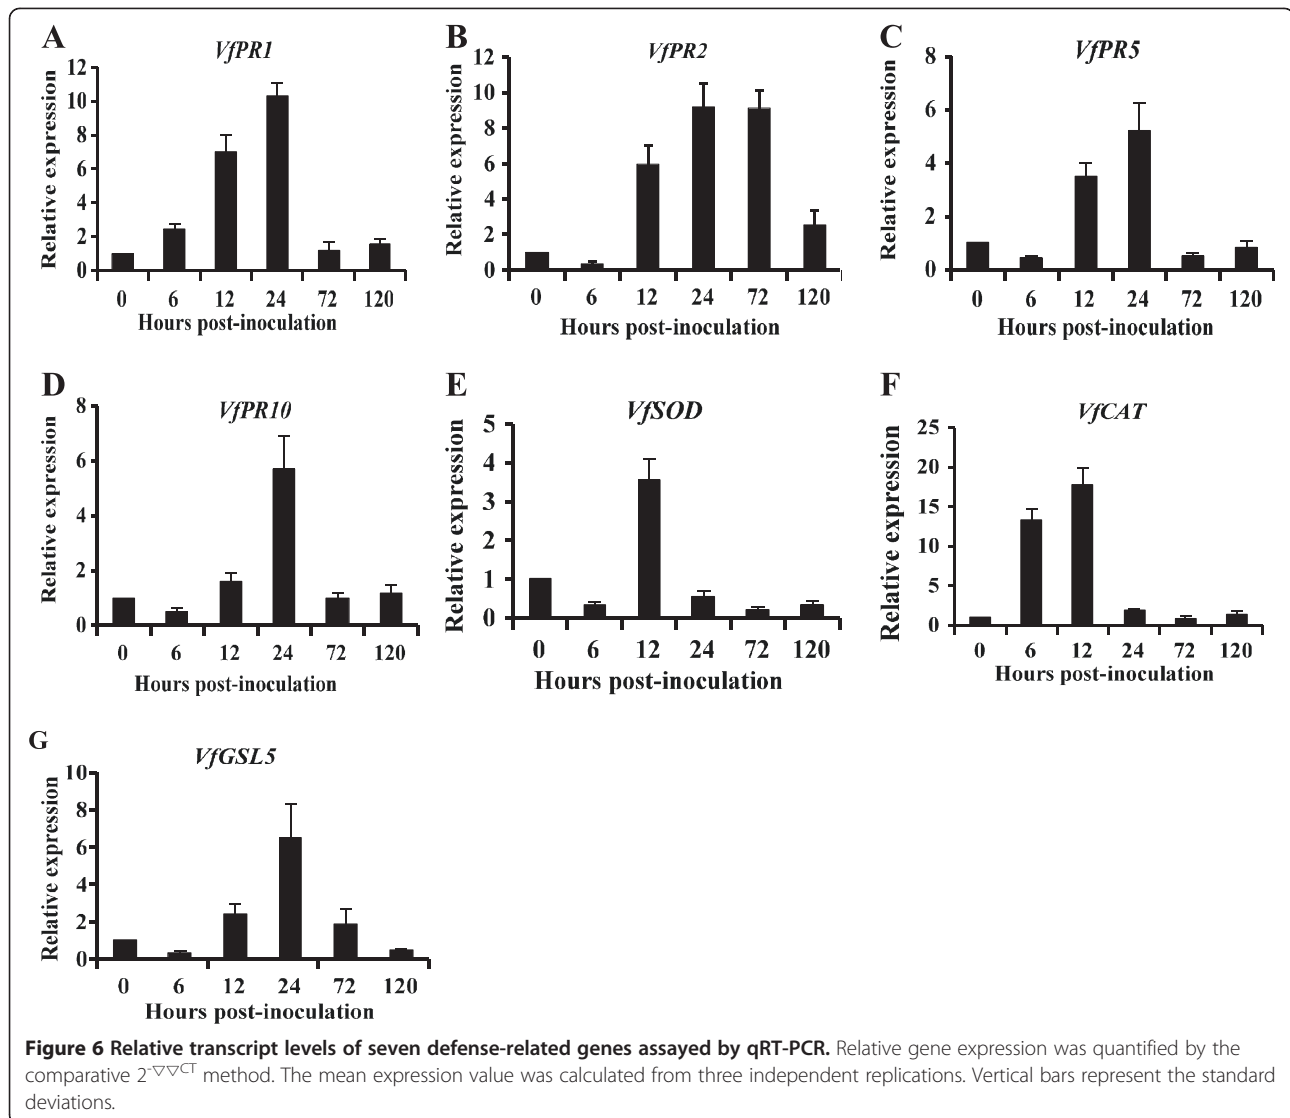 A
VfPR1
Relative expression
12
10
8
6
4
2
0
0 6 12 24 72 120
Hours post-inoculation
B
VfPR2
Relative expression
12
10
8
6
4
2
0
0 6 12 24 72 120
Hours post-inoculation
C
VfPR5
Relative expression
8
6
4
2
0
0 6 12 24 72 120
Hours post-inoculation
D
VfPR10
Relative expression
8
6
4
2
0
0 6 12 24 72 120
Hours post-inoculation
E
VfSOD
Relative expression
5
4
3
2
1
0
0 6 12 24 72 120
Hours post-inoculation
F
VfCAT
Relative expression
25
20
15
10
5
0
0 6 12 24 72 120
Hours post-inoculation
G
VfGSL5
Relative expression
10
8
6
4
2
0
0 6 12 24 72 120
Hours post-inoculation
Figure 6 Relative transcript levels of seven defense-related genes assayed by qRT-PCR. Relative gene expression was quantified by the
comparative 2-▽▽CT method. The mean expression value was calculated from three independent replications. Vertical bars represent the standard
deviations.